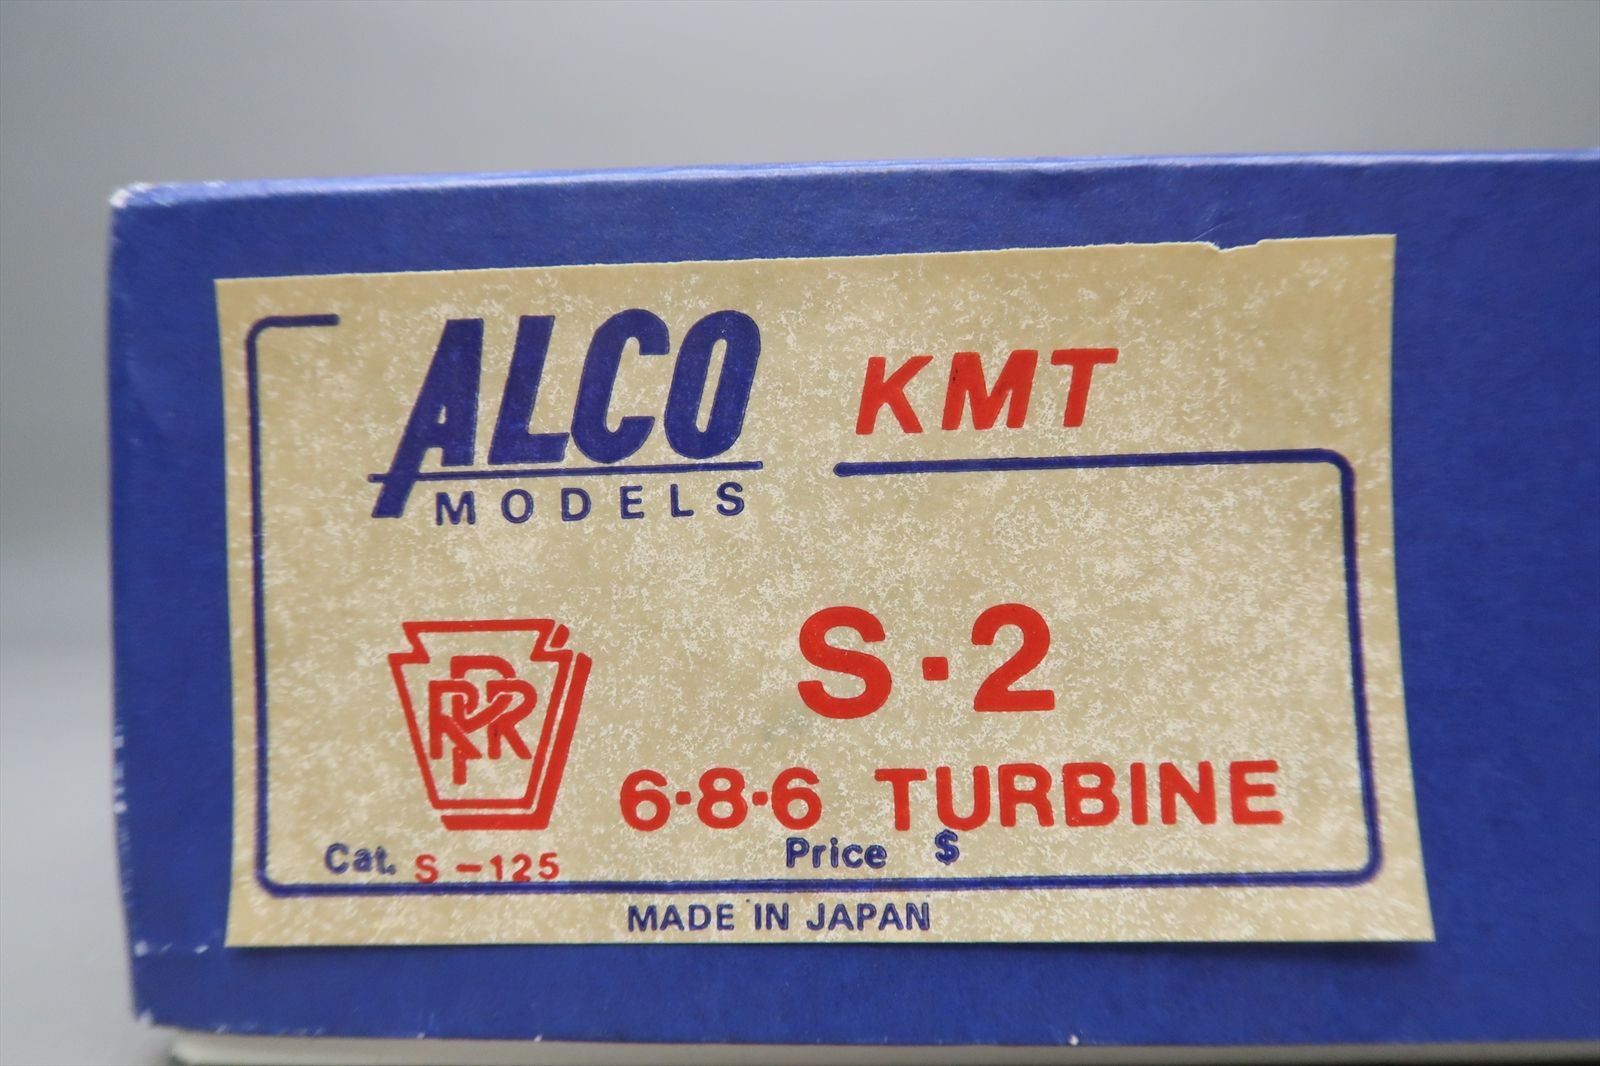 ALCO KMT
MODELS
S·2
PRR
6·8·6 TURBINE
Cat. S-125 Price $
MADE IN JAPAN